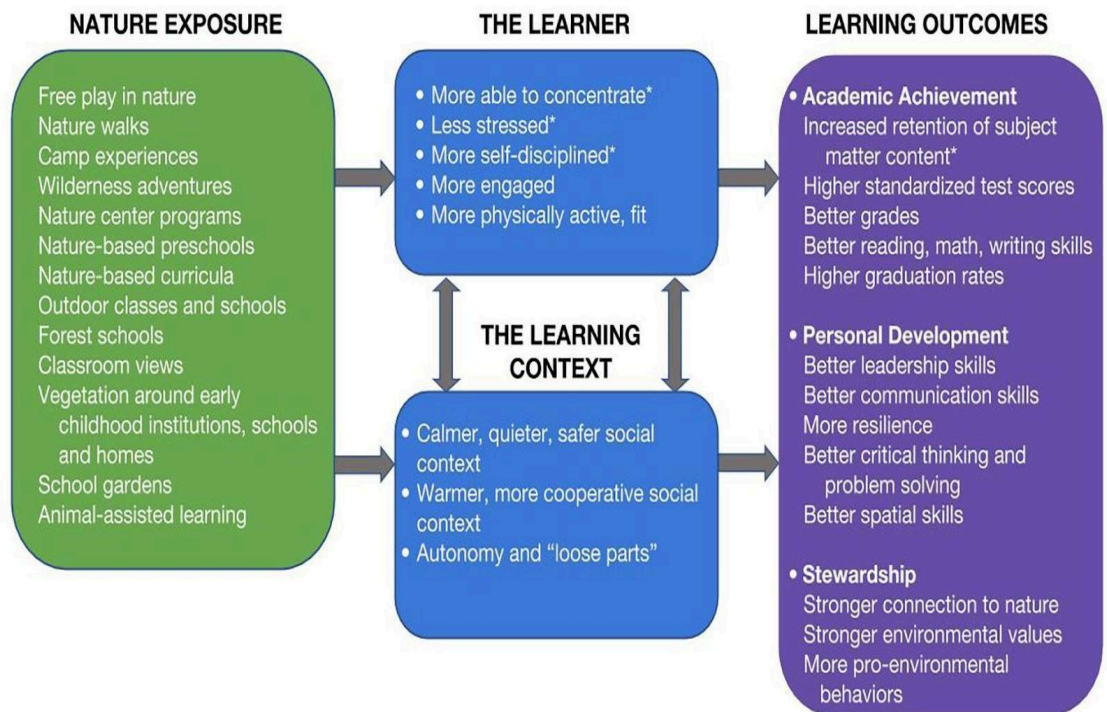 NATURE EXPOSURE
Free play in nature
Nature walks
Camp experiences
Wilderness adventures
Nature center programs
Nature-based preschools
Nature-based curricula
Outdoor classes and schools
Forest schools
Classroom views
Vegetation around early
childhood institutions, schools
and homes
School gardens
Animal-assisted learning
THE LEARNER
• More able to concentrate*
• Less stressed*
• More self-disciplined*
• More engaged
• More physically active, fit
THE LEARNING
CONTEXT
• Calmer, quieter, safer social
context
• Warmer, more cooperative social
context
• Autonomy and “loose parts”
LEARNING OUTCOMES
• Academic Achievement
Increased retention of subject
matter content*
Higher standardized test scores
Better grades
Better reading, math, writing skills
Higher graduation rates
• Personal Development
Better leadership skills
Better communication skills
More resilience
Better critical thinking and
problem solving
Better spatial skills
• Stewardship
Stronger connection to nature
Stronger environmental values
More pro-environmental
behaviors